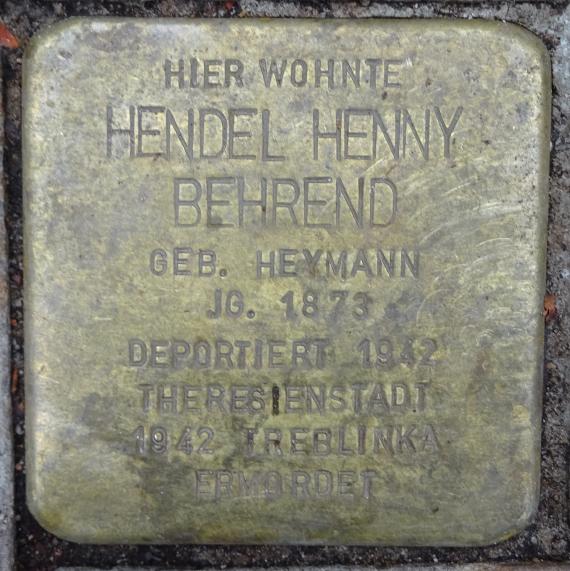 HIER WOHNTE
HENDEL HENNY
BEHREND
GEB. HEYMANN
JG. 1873
DEPORTIERT 1942
THERESIENSTADT
1942 TREBLINKA
ERMORDET